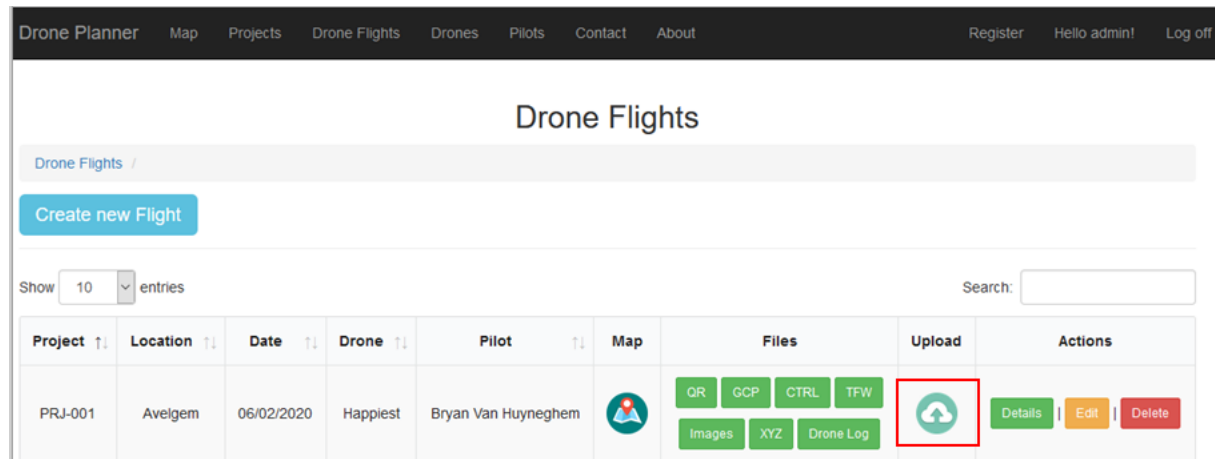 Drone Planner Map Projects Drone Flights Drones Pilots Contact About Register Hello admin! Log off
Drone Flights
Drone Flights /
Create new Flight
Show 10 entries Search:
Project Location Date Drone Pilot Map Files Upload Actions
PRJ-001 Avelgem 06/02/2020 Happiest Bryan Van Huyneghem QR GCP CTRL TFW Details | Edit | Delete
Images XYZ Drone Log